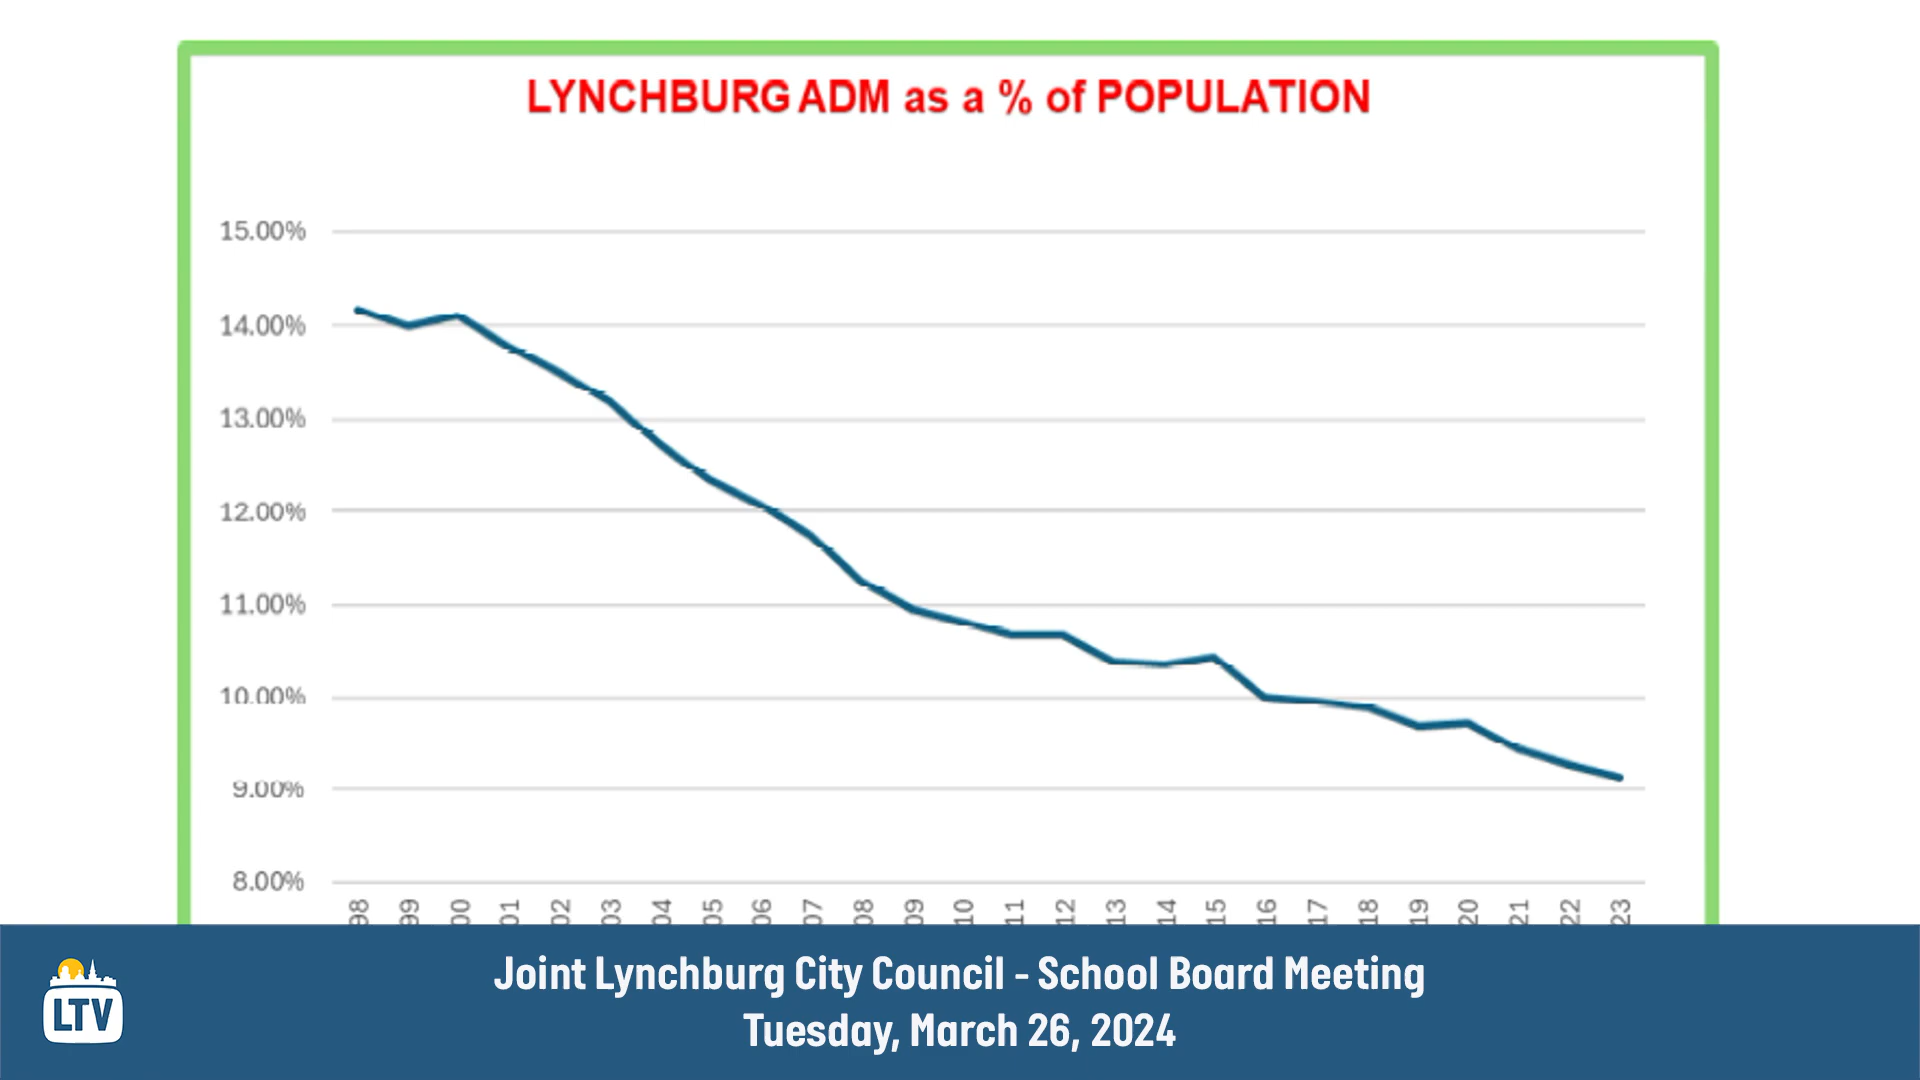 LYNCHBURG ADM as a % of POPULATION
15.00%
14.00%
13.00%
12.00%
11.00%
10.00%
9.00%
8.00%
98 99 00 01 02 03 04 05 06 07 08 09 10 11 12 13 14 15 16 17 18 19 20 21 22 23
Joint Lynchburg City Council - School Board Meeting
Tuesday, March 26, 2024
LTV